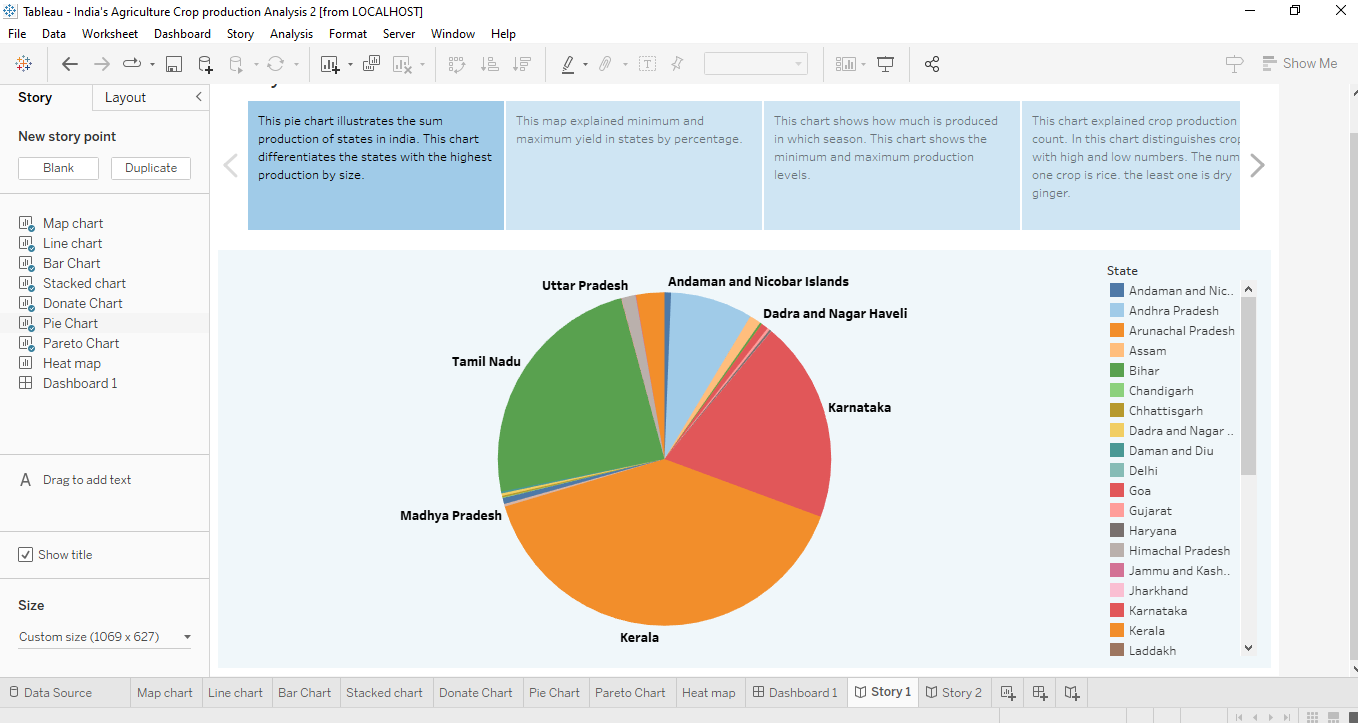 Tableau - India's Agriculture Crop production Analysis 2 [from LOCALHOST]
File Data Worksheet Dashboard Story Analysis Format Server Window Help
Show Me
Story Layout
New story point
Blank Duplicate
Map chart
Line chart
Bar Chart
Stacked chart
Donate Chart
Pie Chart
Pareto Chart
Heat map
Dashboard 1
A Drag to add text
Show title
Size
Custom size (1069 x 627)
This pie chart illustrates the sum
production of states in india. This chart
differentiates the states with the highest
production by size.
This map explained minimum and
maximum yield in states by percentage.
This chart shows how much is produced
in which season. This chart shows the
minimum and maximum production
levels.
This chart explained crop production
count. In this chart distinguishes crop
with high and low numbers. The num
one crop is rice. the least one is dry
ginger.
Uttar Pradesh
Andaman and Nicobar Islands
Dadra and Nagar Haveli
Tamil Nadu
Karnataka
Madhya Pradesh
Kerala
State
Andaman and Nic..
Andhra Pradesh
Arunachal Pradesh
Assam
Bihar
Chandigarh
Chhattisgarh
Dadra and Nagar ..
Daman and Diu
Delhi
Goa
Gujarat
Haryana
Himachal Pradesh
Jammu and Kash..
Jharkhand
Karnataka
Kerala
Laddakh
Data Source Map chart Line chart Bar Chart Stacked chart Donate Chart Pie Chart Pareto Chart Heat map Dashboard 1 Story 1 Story 2